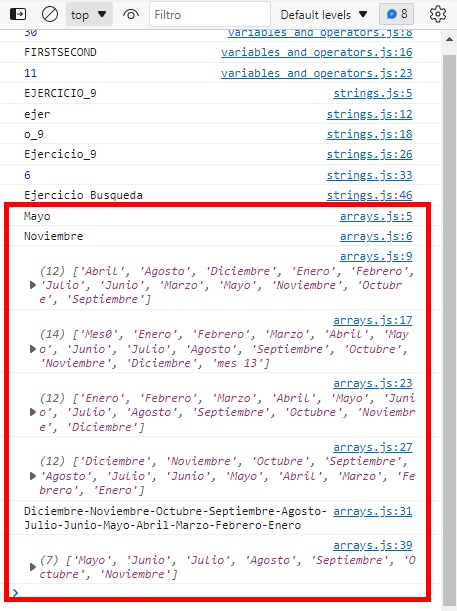 top Filtro Default levels 8
30 variables and operators.js:8
FIRSTSECOND variables and operators.js:16
11 variables and operators.js:23
EJERCICIO_9 strings.js:5
ejer strings.js:12
o_9 strings.js:18
Ejercicio_9 strings.js:26
6 strings.js:33
Ejercicio Busqueda strings.js:46
Mayo arrays.js:5
Noviembre arrays.js:6
arrays.js:9
(12) ['Abril', 'Agosto', 'Diciembre', 'Enero', 'Febrero',
'Julio', 'Junio', 'Marzo', 'Mayo', 'Noviembre', 'Octubr
e', 'Septiembre']
arrays.js:17
(14) ['Mes0', 'Enero', 'Febrero', 'Marzo', 'Abril', 'May
o', 'Junio', 'Julio', 'Agosto', 'Septiembre', 'Octubre',
'Noviembre', 'Diciembre', 'mes 13']
arrays.js:23
(12) ['Enero', 'Febrero', 'Marzo', 'Abril', 'Mayo', 'Juni
o', 'Julio', 'Agosto', 'Septiembre', 'Octubre', 'Noviembr
e', 'Diciembre']
arrays.js:27
(12) ['Diciembre', 'Noviembre', 'Octubre', 'Septiembre',
'Agosto', 'Julio', 'Junio', 'Mayo', 'Abril', 'Marzo', 'Fe
brero', 'Enero']
Diciembre-Noviembre-Octubre-Septiembre-Agosto- arrays.js:31
Julio-Junio-Mayo-Abril-Marzo-Febrero-Enero
arrays.js:39
(7) ['Mayo', 'Junio', 'Julio', 'Agosto', 'Septiembre', 'O
ctubre', 'Noviembre']